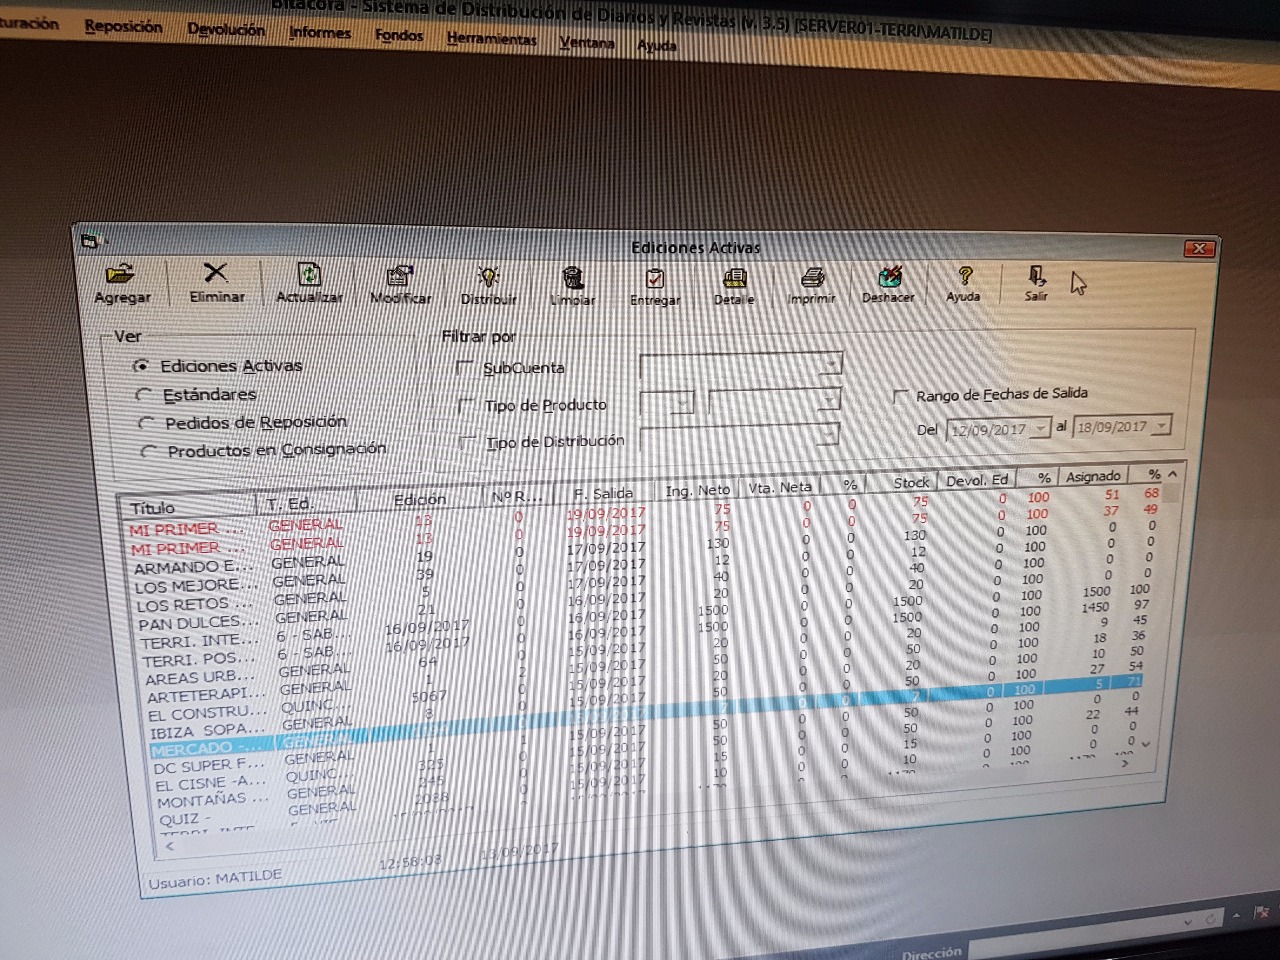 Bitácora - Sistema de Distribución de Diarios y Revistas (v. 3.5) [SERVER01-TERRI\MATILDE]
Reposición Devolución Informes Fondos Herramientas Ventana Ayuda
Ediciones Activas
Agregar Eliminar Actualizar Modificar Distribuir Limpiar Entregar Detalle Imprimir Deshacer Ayuda Salir
Ver Filtrar por
Ediciones Activas SubCuenta
Estándares Tipo de Producto Rango de Fechas de Salida
Pedidos de Reposición Tipo de Distribución Del 12/09/2017 al 18/09/2017
Productos en Consignación
Título T. Ed. Edición Nº R... F. Salida Ing. Neto Vta. Neta % Stock Devol. Ed % Asignado %
MI PRIMER ... GENERAL 13 0 19/09/2017 75 0 0 75 0 100 51 68
MI PRIMER ... GENERAL 13 0 19/09/2017 75 0 0 75 0 100 37 49
ARMANDO E... GENERAL 19 0 17/09/2017 130 0 0 130 0 100 0 0
LOS MEJORE... GENERAL 39 0 17/09/2017 12 0 0 12 0 100 0 0
LOS RETOS ... GENERAL 5 0 17/09/2017 40 0 0 40 0 100 0 0
PAN DULCES... GENERAL 21 0 16/09/2017 20 0 0 20 0 100 0 0
TERRI. INTE... 6 - SAB... 16/09/2017 0 16/09/2017 1500 0 0 1500 0 100 1500 100
TERRI. POS... 6 - SAB... 16/09/2017 0 16/09/2017 1500 0 0 1500 0 100 1450 97
AREAS URB... GENERAL 64 0 15/09/2017 20 0 0 20 0 100 9 45
ARTETERAPI... GENERAL 1 2 15/09/2017 50 0 0 50 0 100 18 36
EL CONSTRU... QUINC... 5067 0 15/09/2017 20 0 0 20 0 100 10 50
IBIZA SOPA... GENERAL 3 0 15/09/2017 50 0 0 50 0 100 27 54
MERCADO -... GENERAL 7 0 0 7 0 100 5 71
DC SUPER F... GENERAL 1 1 15/09/2017 50 0 0 50 0 100 0 0
EL CISNE -A... QUINC... 325 0 15/09/2017 50 0 0 50 0 100 22 44
MONTAÑAS ... GENERAL 245 0 15/09/2017 15 0 0 15 0 100 0 0
QUIZ - GENERAL 2088 0 15/09/2017 10 0 0 10 0 100 0 0
Usuario: MATILDE 12:58:08 13/09/2017
Dirección